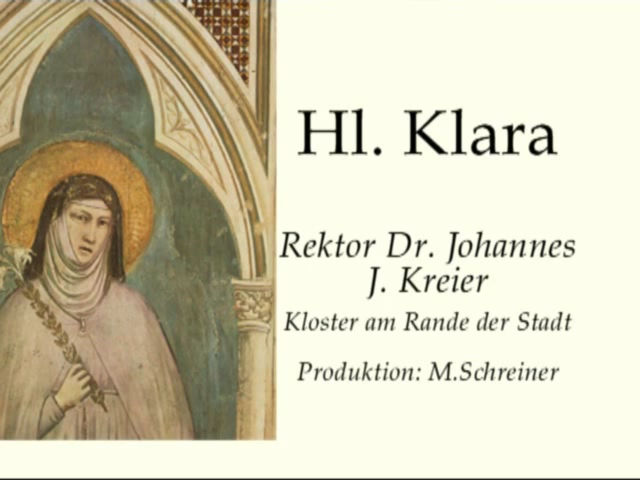 Hl. Klara
Rektor Dr. Johannes
J. Kreier
Kloster am Rande der Stadt
Produktion: M.Schreiner